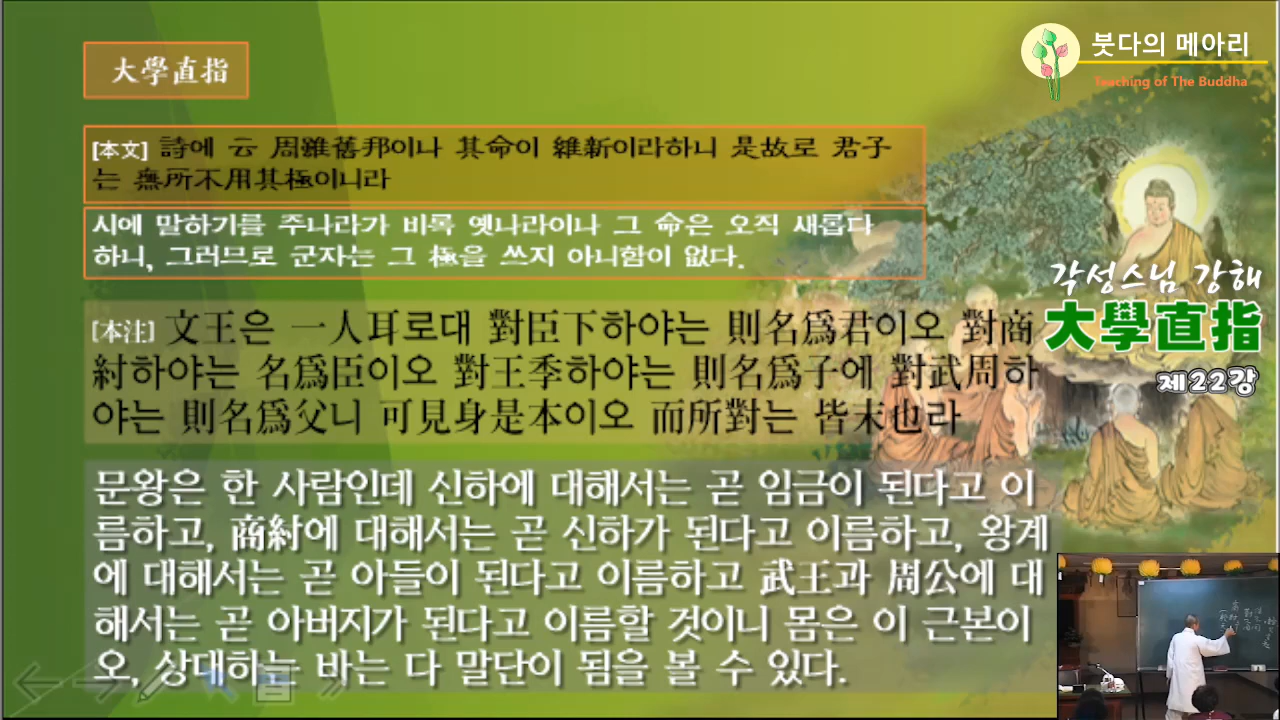 大學直指
붓다의 메아리
Teaching of The Buddha
[本文] 詩에 云 周雖舊邦이나 其命이 維新이라하니 是故로 君子
는 無所不用其極이니라
시에 말하기를 주나라가 비록 옛나라이나 그 命은 오직 새롭다
하니, 그러므로 군자는 그 極을 쓰지 아니함이 없다.
각성스님 강해
大學直指
제22강
[本注] 文王은 一人耳로대 對臣下하야는 則名爲君이오 對商
紂하야는 名爲臣이오 對王季하야는 則名爲子에 對武周하
야는 則名爲父니 可見身是本이오 而所對는 皆末也라
문왕은 한 사람인데 신하에 대해서는 곧 임금이 된다고 이
름하고, 商紂에 대해서는 곧 신하가 된다고 이름하고, 왕계
에 대해서는 곧 아들이 된다고 이름하고 武王과 周公에 대
해서는 곧 아버지가 된다고 이름할 것이니 몸은 이 근본이
오, 상대하는 바는 다 말단이 됨을 볼 수 있다.